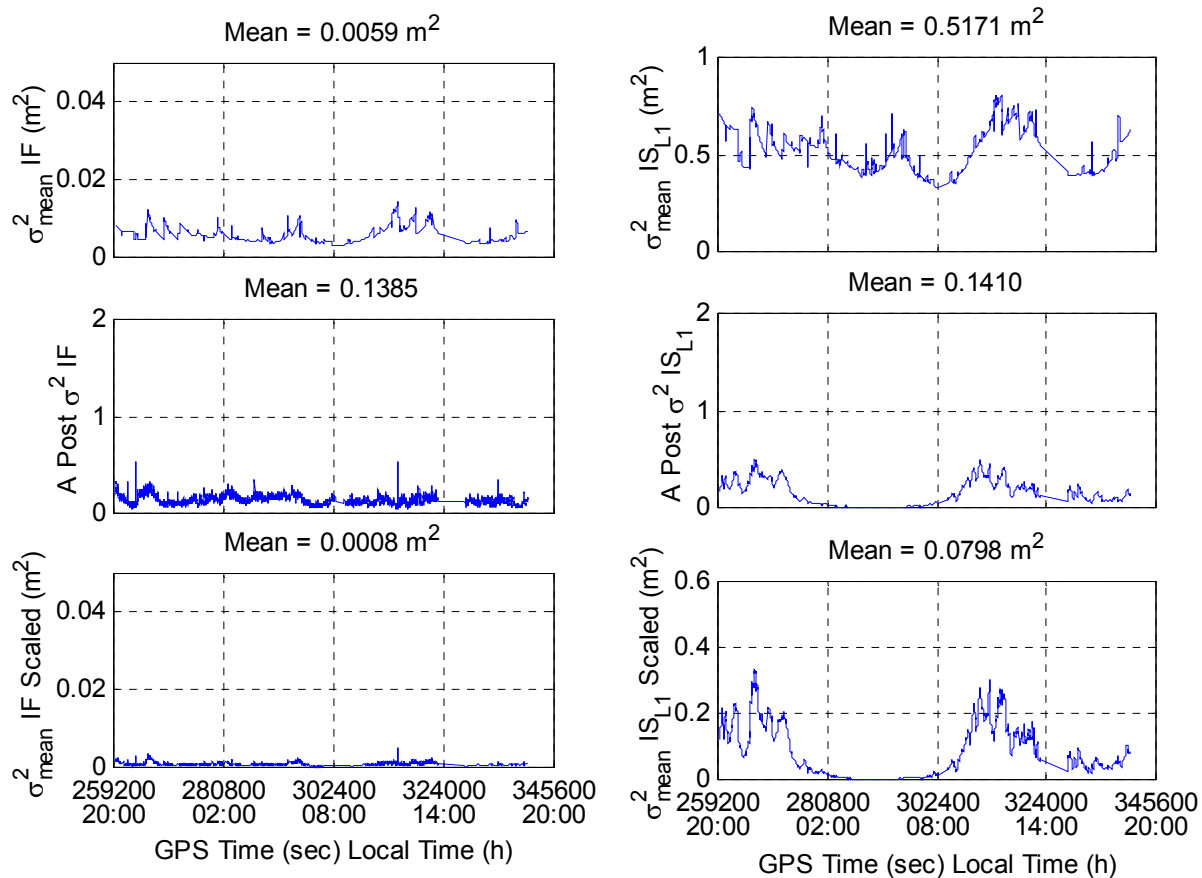 Mean = 0.0059 m²
σ²mean IF (m²)
0.04
0.02
0
Mean = 0.1385
A Post σ² IF
2
1
0
Mean = 0.0008 m²
σ²mean IF Scaled (m²)
0.04
0.02
0
259200 280800 302400 324000 345600
20:00 02:00 08:00 14:00 20:00
GPS Time (sec) Local Time (h)
Mean = 0.5171 m²
σ²mean IS_L1 (m²)
1
0.5
0
Mean = 0.1410
A Post σ² IS_L1
2
1
0
Mean = 0.0798 m²
σ²mean IS_L1 Scaled (m²)
0.6
0.4
0.2
0
259200 280800 302400 324000 345600
20:00 02:00 08:00 14:00 20:00
GPS Time (sec) Local Time (h)